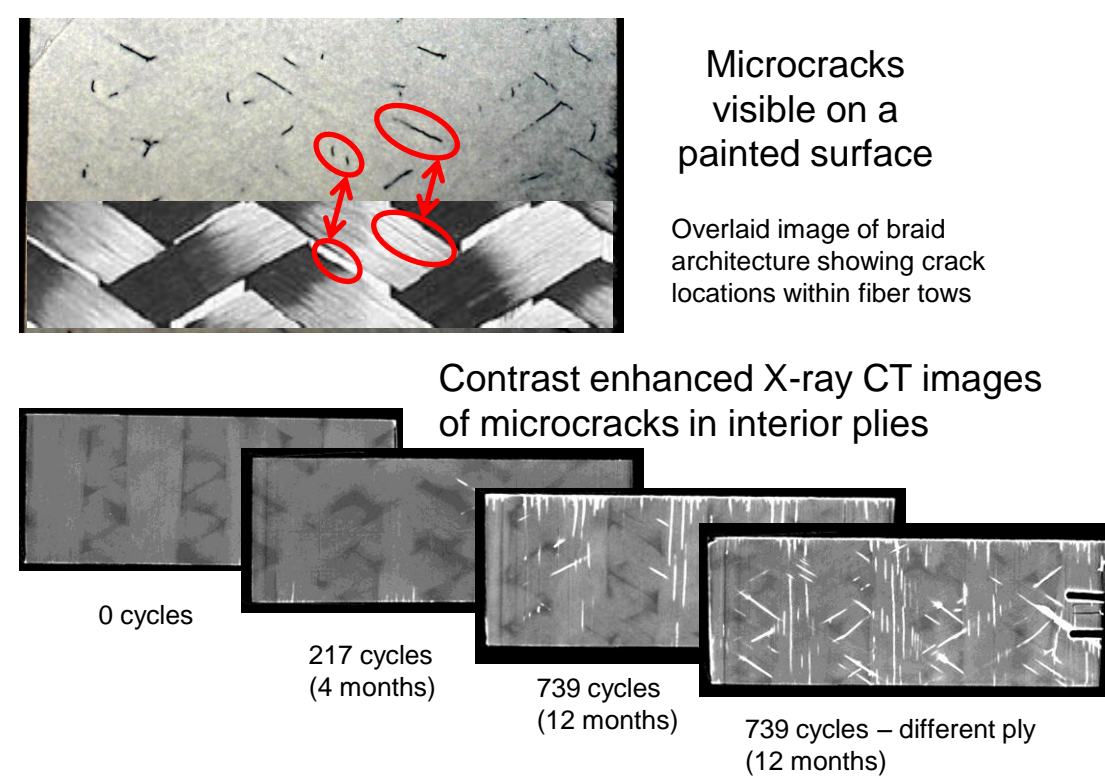 Microcracks
visible on a
painted surface
Overlaid image of braid
architecture showing crack
locations within fiber tows
Contrast enhanced X-ray CT images
of microcracks in interior plies
0 cycles
217 cycles
(4 months)
739 cycles
(12 months)
739 cycles – different ply
(12 months)